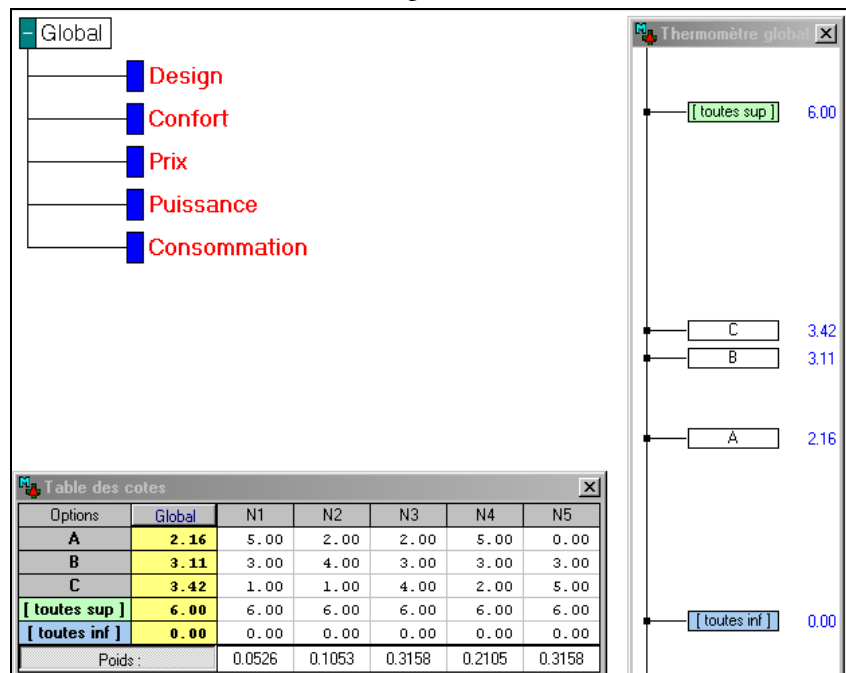 Global
Design
Confort
Prix
Puissance
Consommation
Thermomètre global
[ toutes sup ] 6.00
C 3.42
B 3.11
A 2.16
[ toutes inf ] 0.00
Table des cotes
Options Global N1 N2 N3 N4 N5
A 2.16 5.00 2.00 2.00 5.00 0.00
B 3.11 3.00 4.00 3.00 3.00 3.00
C 3.42 1.00 1.00 4.00 2.00 5.00
[ toutes sup ] 6.00 6.00 6.00 6.00 6.00 6.00
[ toutes inf ] 0.00 0.00 0.00 0.00 0.00 0.00
Poids : 0.0526 0.1053 0.3158 0.2105 0.3158